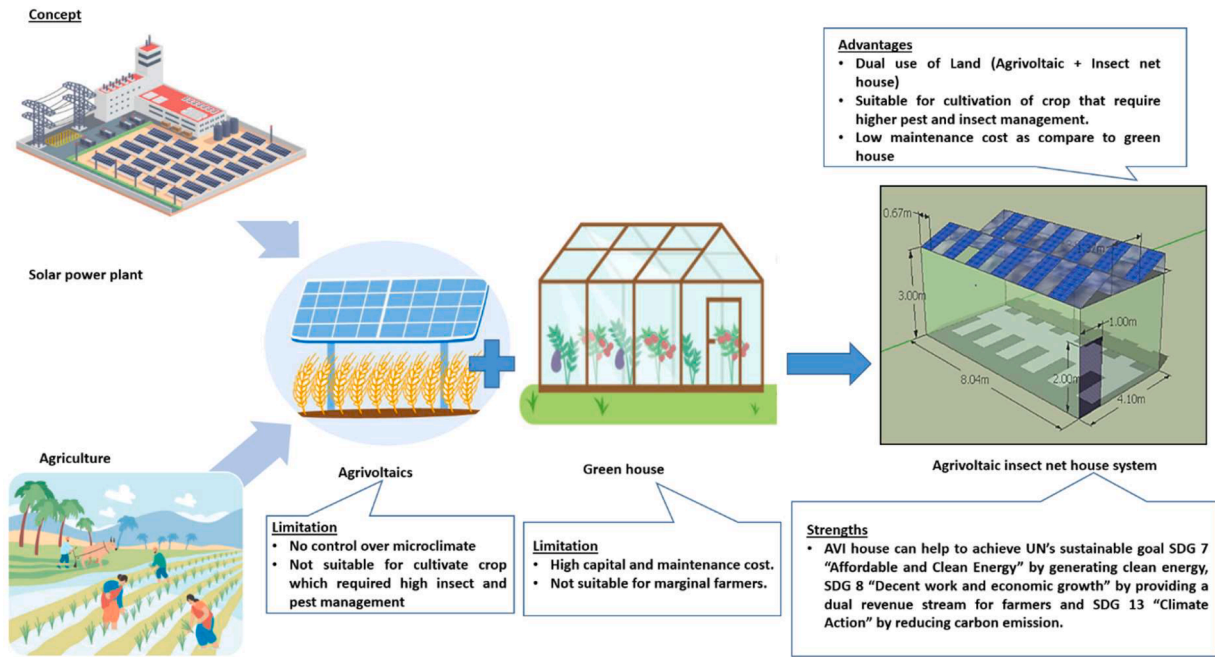 Concept
Solar power plant
Agriculture
Agrivoltaics
Limitation
• No control over microclimate
• Not suitable for cultivate crop
which required high insect and
pest management
Green house
Limitation
• High capital and maintenance cost.
• Not suitable for marginal farmers.
Advantages
• Dual use of Land (Agrivoltaic + Insect net
house)
• Suitable for cultivation of crop that require
higher pest and insect management.
• Low maintenance cost as compare to green
house
0.67m
3.00m
1.00m
2.00m
8.04m
4.10m
Agrivoltaic insect net house system
Strengths
• AVI house can help to achieve UN’s sustainable goal SDG 7
“Affordable and Clean Energy” by generating clean energy,
SDG 8 “Decent work and economic growth” by providing a
dual revenue stream for farmers and SDG 13 “Climate
Action” by reducing carbon emission.